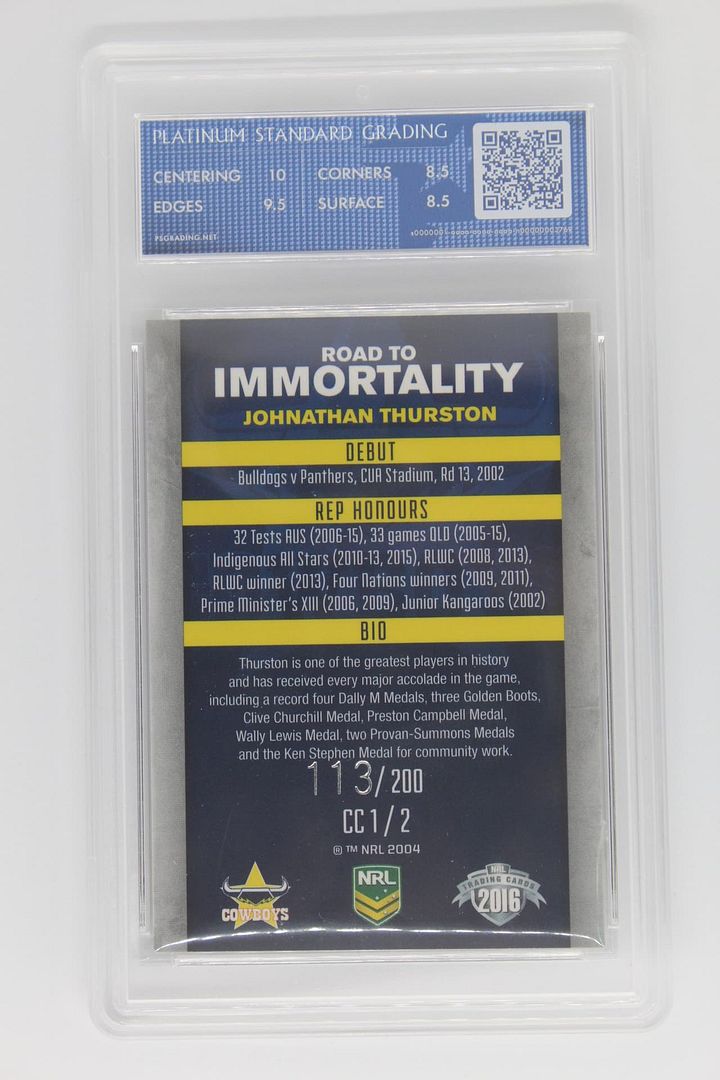 PLATINUM STANDARD GRADING
CENTERING 10 CORNERS 8.5
EDGES 9.5 SURFACE 8.5
PSGRADING.NET
ROAD TO
IMMORTALITY
JOHNATHAN THURSTON
DEBUT
Bulldogs v Panthers, CUA Stadium, Rd 13, 2002
REP HONOURS
32 Tests AUS (2006-15), 33 games QLD (2005-15),
Indigenous All Stars (2010-13, 2015), RLWC (2008, 2013),
RLWC winner (2013), Four Nations winners (2009, 2011),
Prime Minister's XIII (2006, 2009), Junior Kangaroos (2002)
BIO
Thurston is one of the greatest players in history
and has received every major accolade in the game,
including a record four Dally M Medals, three Golden Boots,
Clive Churchill Medal, Preston Campbell Medal,
Wally Lewis Medal, two Provan-Summons Medals
and the Ken Stephen Medal for community work.
113/200
CC 1 / 2
® ™ NRL 2004
COWBOYS
NRL
NRL
TRADING CARDS
2016